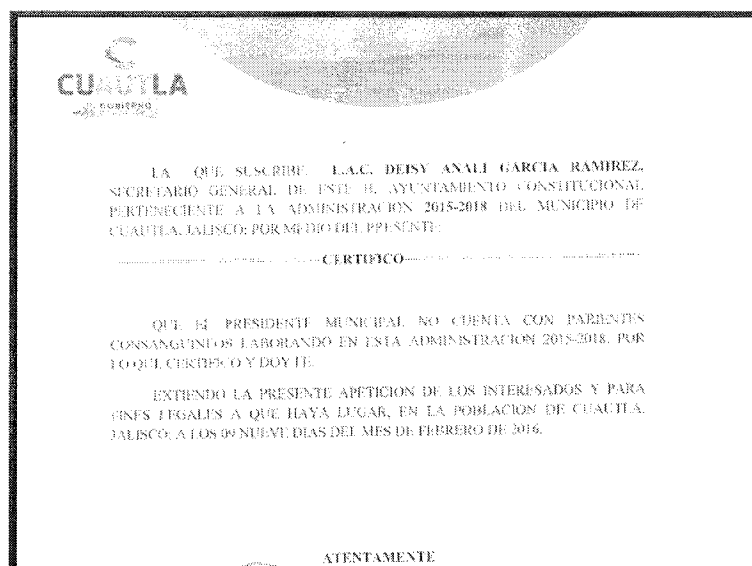 CUAUTLA
GOBIERNO
LA QUE SUSCRIBE. L.A.C. DEISY ANALI GARCIA RAMIREZ,
SECRETARIO GENERAL DE ESTE H. AYUNTAMIENTO CONSTITUCIONAL
PERTENECIENTE A LA ADMINISTRACION 2015-2018 DEL MUNICIPIO DE
CUAUTLA, JALISCO; POR MEDIO DEL PRESENTE:
CERTIFICO
QUE EL PRESIDENTE MUNICIPAL NO CUENTA CON PARIENTES
CONSANGUINEOS LABORANDO EN ESTA ADMINISTRACION 2015-2018. POR
LO QUE CERTIFICO Y DOY FE.
EXTIENDO LA PRESENTE APETICION DE LOS INTERESADOS Y PARA
FINES LEGALES A QUE HAYA LUGAR, EN LA POBLACION DE CUAUTLA,
JALISCO; A LOS 09 NUEVE DIAS DEL MES DE FEBRERO DE 2016.
ATENTAMENTE